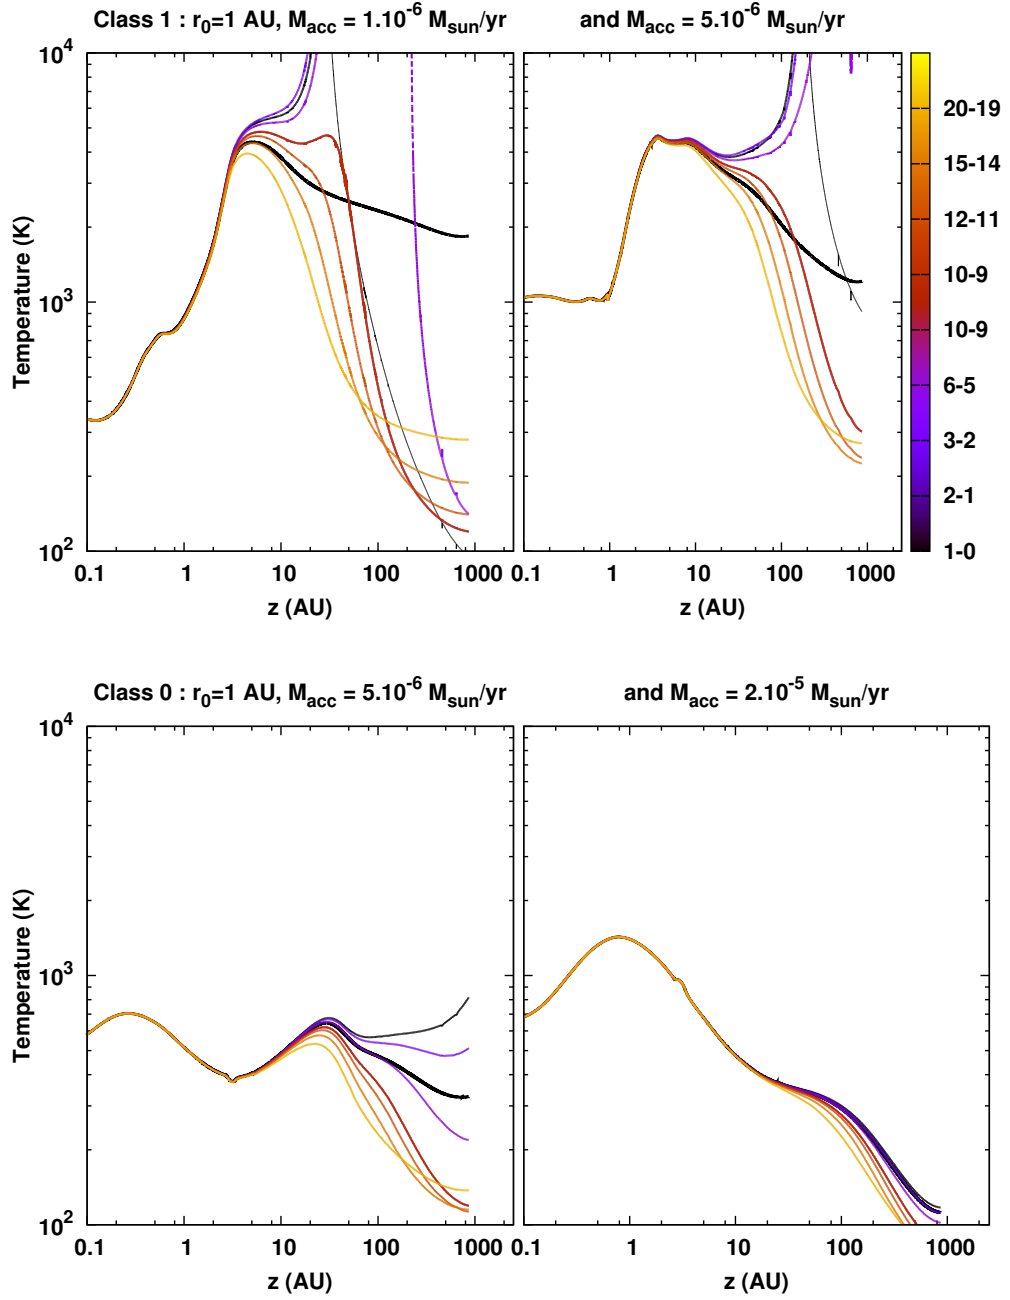 Class 1 : r0=1 AU, Macc = 1.10-6 Msun/yr
and Macc = 5.10-6 Msun/yr
Temperature (K)
10^4
10^3
10^2
0.1 1 10 100 1000
z (AU)
0.1 1 10 100 1000
z (AU)
20-19
15-14
12-11
10-9
10-9
6-5
3-2
2-1
1-0
Class 0 : r0=1 AU, Macc = 5.10-6 Msun/yr
and Macc = 2.10-5 Msun/yr
Temperature (K)
10^4
10^3
10^2
0.1 1 10 100 1000
z (AU)
0.1 1 10 100 1000
z (AU)